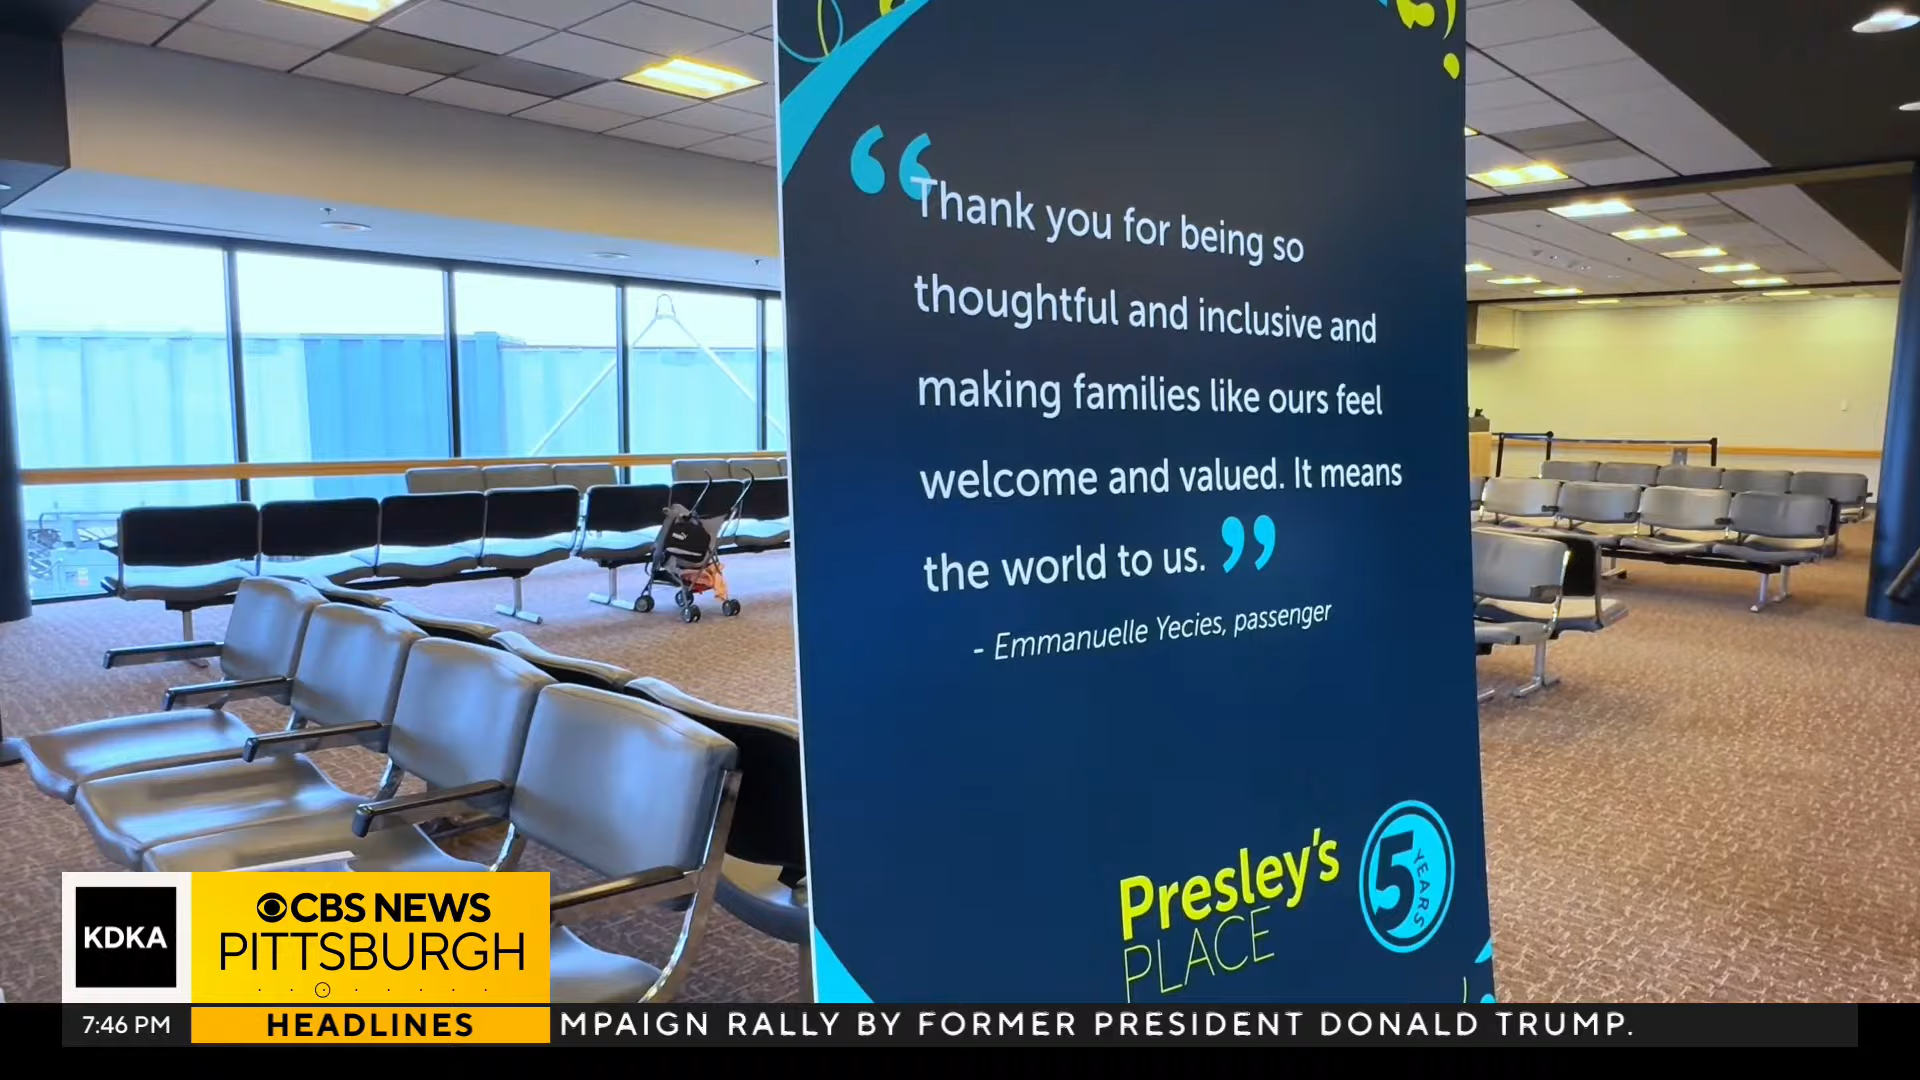 “Thank you for being so
thoughtful and inclusive and
making families like ours feel
welcome and valued. It means
the world to us.”
- Emmanuelle Yecies, passenger
Presley's
PLACE
5
YEARS
KDKA
CBS NEWS
PITTSBURGH
7:46 PM
HEADLINES
MPAIGN RALLY BY FORMER PRESIDENT DONALD TRUMP.